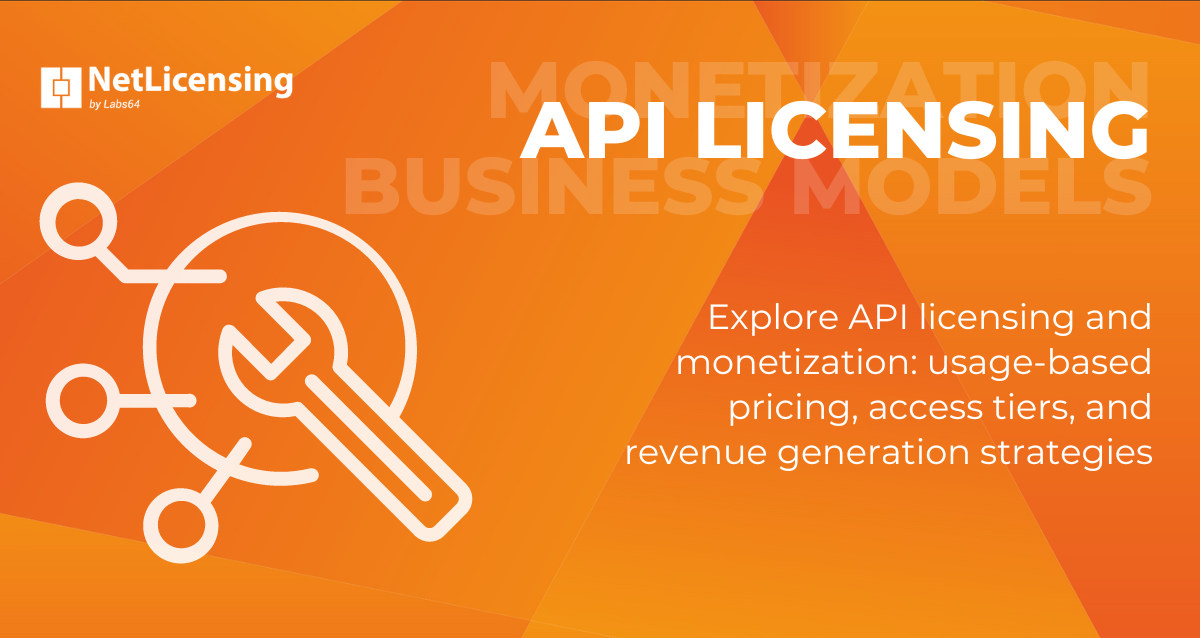 NetLicensing
by Labs64
MONETIZATION
API LICENSING
BUSINESS MODELS
Explore API licensing and
monetization: usage-based
pricing, access tiers, and
revenue generation strategies